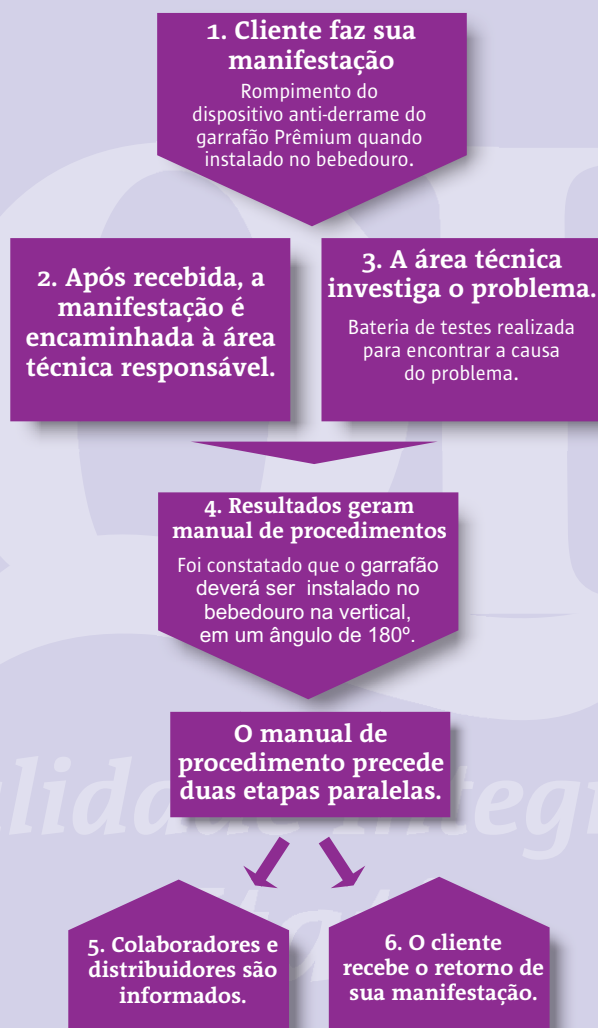 1. Cliente faz sua
manifestação
Rompimento do
dispositivo anti-derrame do
garrafão Prêmium quando
instalado no bebedouro.
2. Após recebida, a
manifestação é
encaminhada à área
técnica responsável.
3. A área técnica
investiga o problema.
Bateria de testes realizada
para encontrar a causa
do problema.
4. Resultados geram
manual de procedimentos
Foi constatado que o garrafão
deverá ser instalado no
bebedouro na vertical,
em um ângulo de 180º.
O manual de
procedimento precede
duas etapas paralelas.
5. Colaboradores e
distribuidores são
informados.
6. O cliente
recebe o retorno de
sua manifestação.